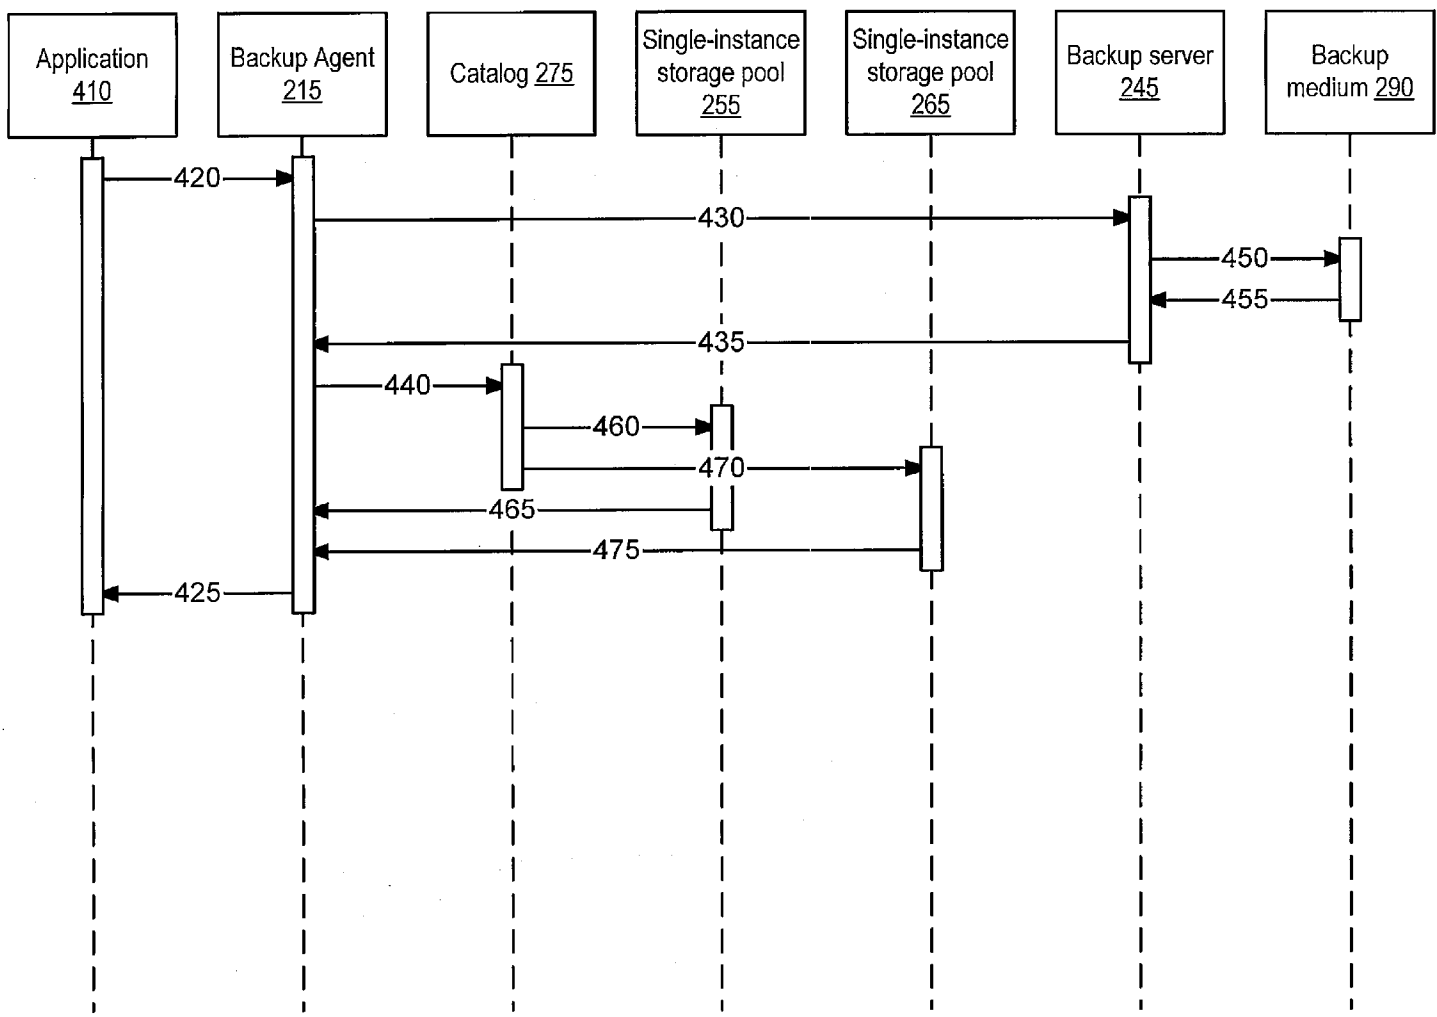 Application
410
Backup Agent
215
Catalog 275
Single-instance
storage pool
255
Single-instance
storage pool
265
Backup server
245
Backup
medium 290
420
430
450
455
435
440
460
470
465
475
425